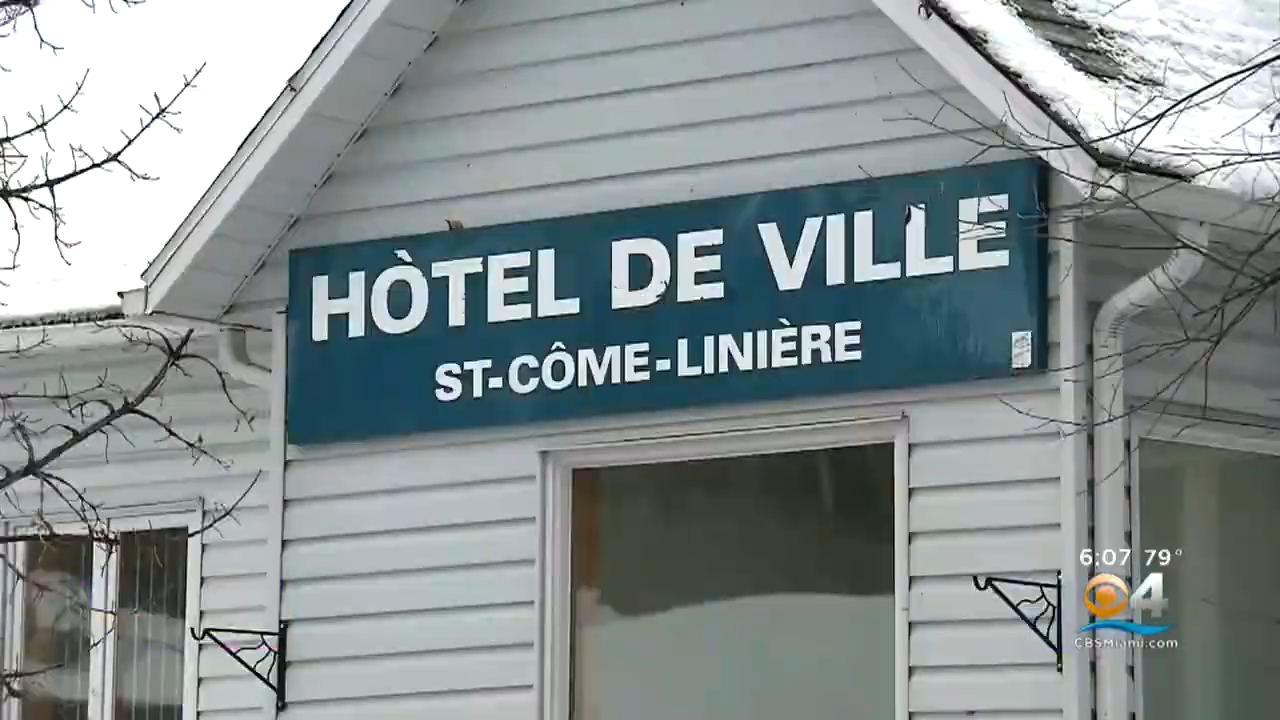 HÒTEL DE VILLE
ST-CÔME-LINIÈRE
6:07 79°
4
CBSMiami.com